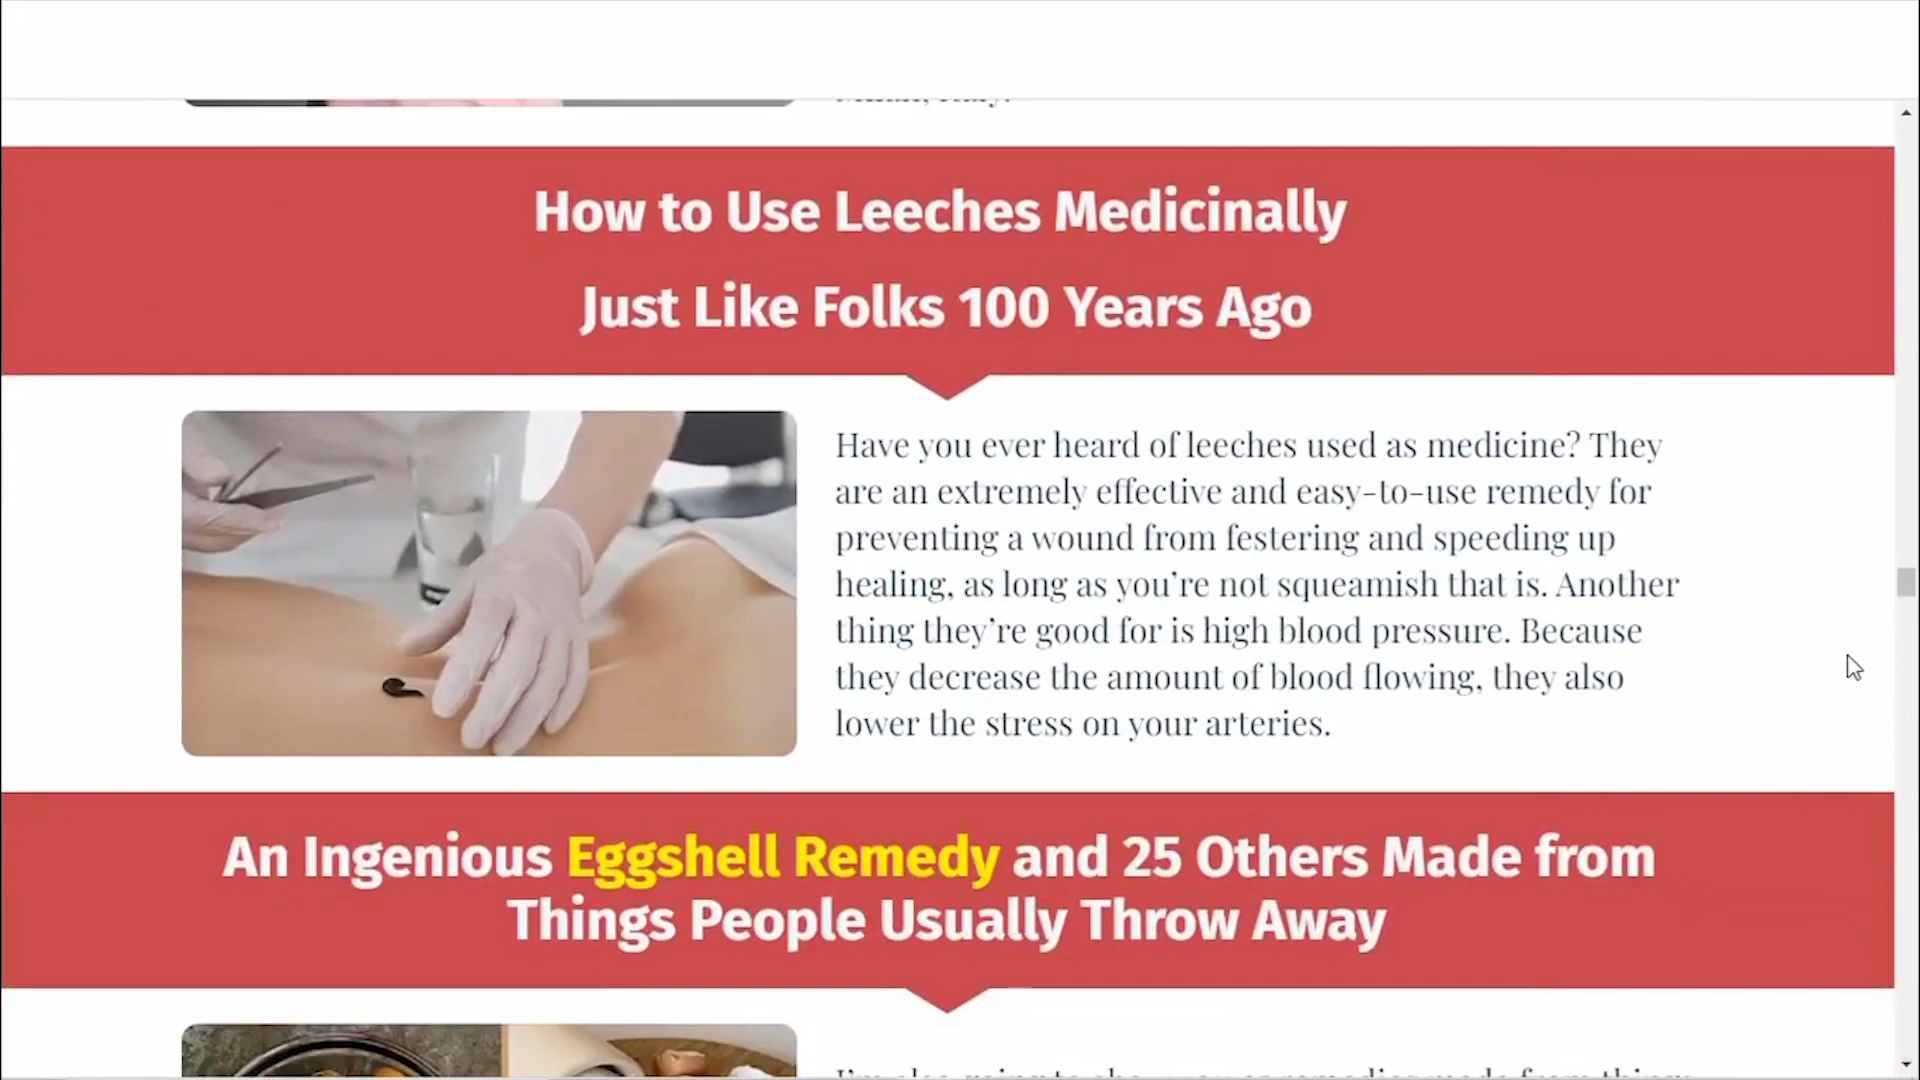 How to Use Leeches Medicinally
Just Like Folks 100 Years Ago
Have you ever heard of leeches used as medicine? They
are an extremely effective and easy-to-use remedy for
preventing a wound from festering and speeding up
healing, as long as you’re not squeamish that is. Another
thing they’re good for is high blood pressure. Because
they decrease the amount of blood flowing, they also
lower the stress on your arteries.
An Ingenious Eggshell Remedy and 25 Others Made from
Things People Usually Throw Away